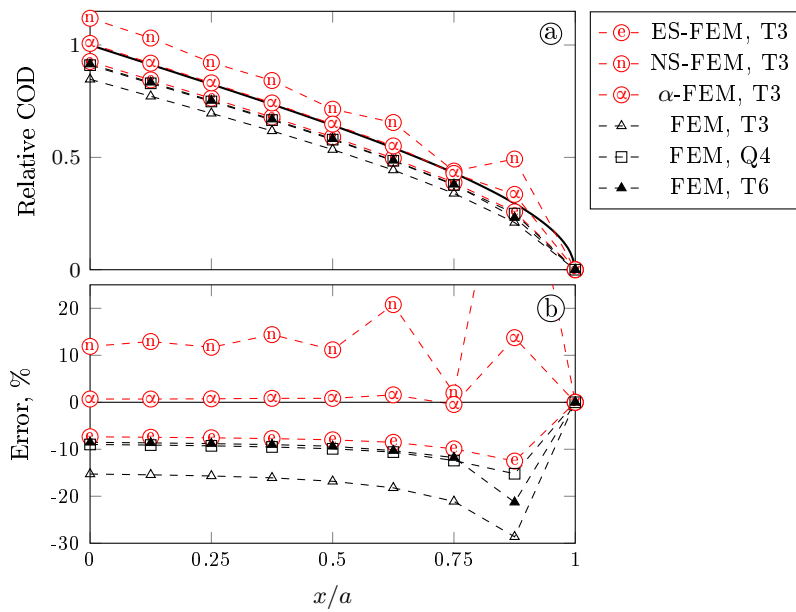 a
1
0.5
0
Relative COD
ES-FEM, T3
NS-FEM, T3
α-FEM, T3
FEM, T3
FEM, Q4
FEM, T6
b
20
10
0
-10
-20
-30
Error, %
0
0.25
0.5
0.75
1
x/a